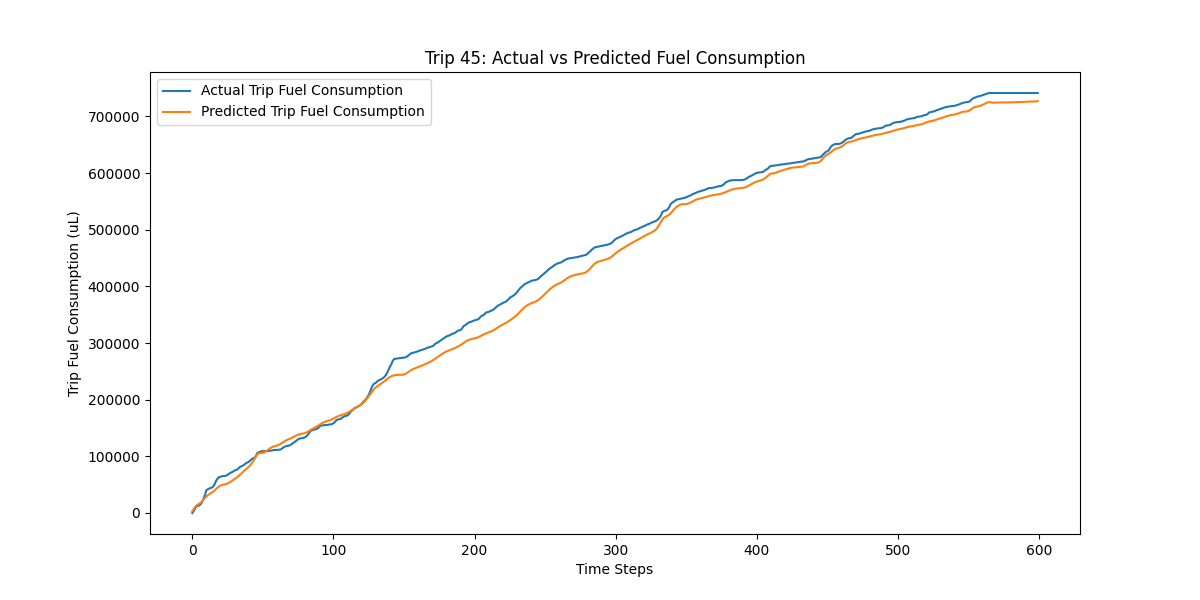 Trip 45: Actual vs Predicted Fuel Consumption
Actual Trip Fuel Consumption
Predicted Trip Fuel Consumption
Trip Fuel Consumption (uL)
700000
600000
500000
400000
300000
200000
100000
0
0 100 200 300 400 500 600
Time Steps